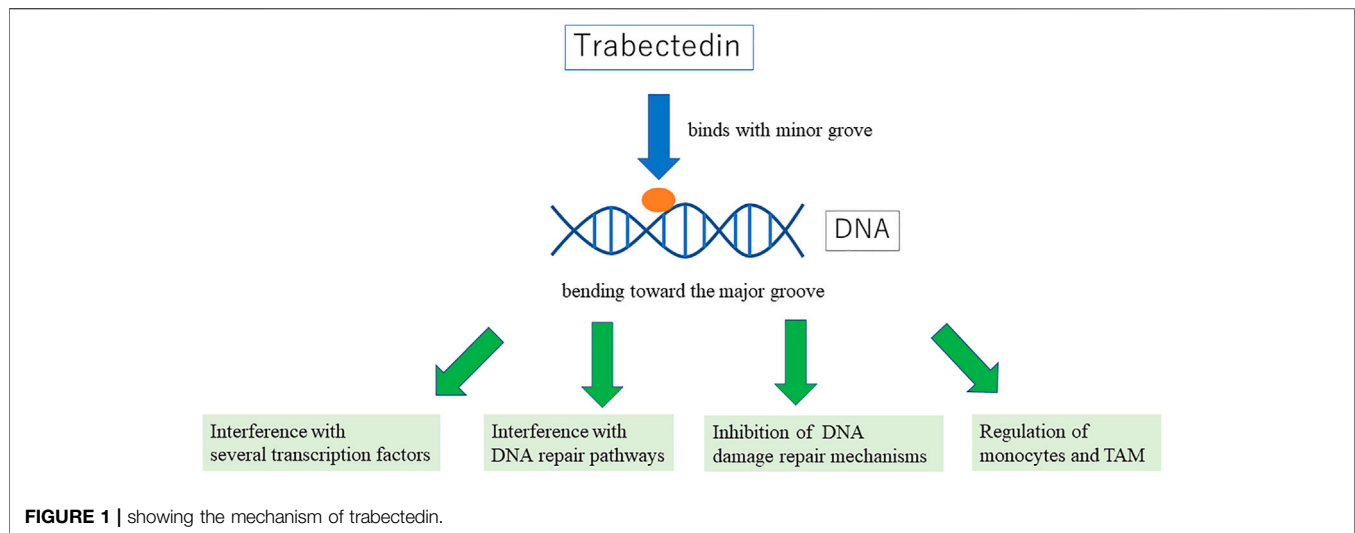 Trabectedin
binds with minor grove
DNA
bending toward the major groove
Interference with
several transcription factors
Interference with
DNA repair pathways
Inhibition of DNA
damage repair mechanisms
Regulation of
monocytes and TAM
FIGURE 1 | showing the mechanism of trabectedin.